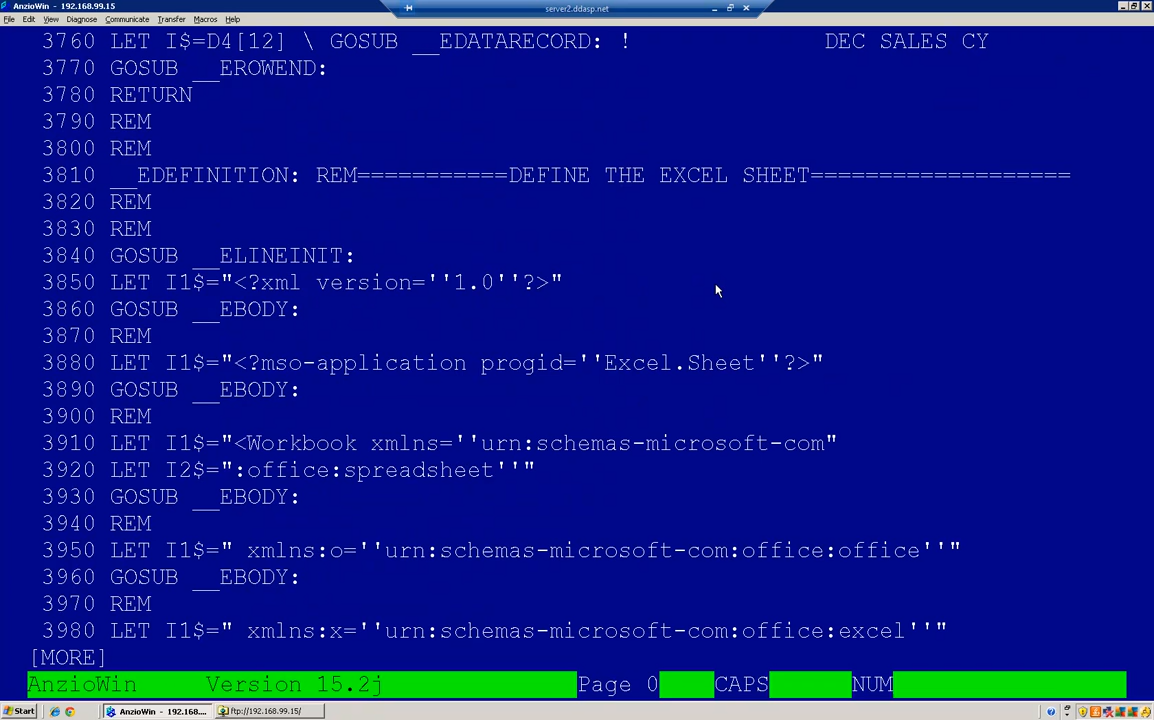 AnzioWin - 192.168.99.15
server2.ddasp.net
File Edit View Diagnose Communicate Transfer Macros Help
3760 LET I$=D4[12] \ GOSUB __EDATARECORD: ! DEC SALES CY
3770 GOSUB __EROWEND:
3780 RETURN
3790 REM
3800 REM
3810 __EDEFINITION: REM===========DEFINE THE EXCEL SHEET===================
3820 REM
3830 REM
3840 GOSUB __ELINEINIT:
3850 LET I1$="<?xml version=''1.0''?>"
3860 GOSUB __EBODY:
3870 REM
3880 LET I1$="<?mso-application progid=''Excel.Sheet''?>"
3890 GOSUB __EBODY:
3900 REM
3910 LET I1$="<Workbook xmlns=''urn:schemas-microsoft-com"
3920 LET I2$=":office:spreadsheet''"
3930 GOSUB __EBODY:
3940 REM
3950 LET I1$=" xmlns:o=''urn:schemas-microsoft-com:office:office''"
3960 GOSUB __EBODY:
3970 REM
3980 LET I1$=" xmlns:x=''urn:schemas-microsoft-com:office:excel''"
[MORE]
AnzioWin Version 15.2j Page 0 CAPS NUM
Start AnzioWin - 192.168.... ftp://192.168.99.15/ 11:51 AM